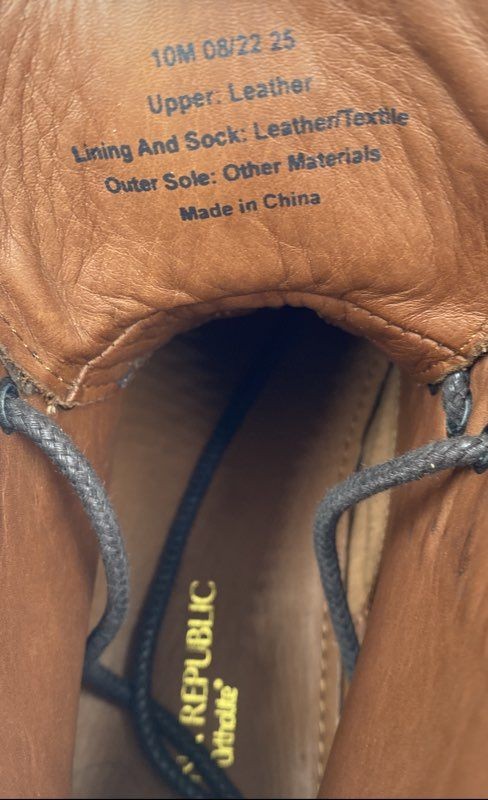 10M 08/22 25
Upper: Leather
Lining And Sock: Leather/Textile
Outer Sole: Other Materials
Made in China
REPUBLIC
Ortholite